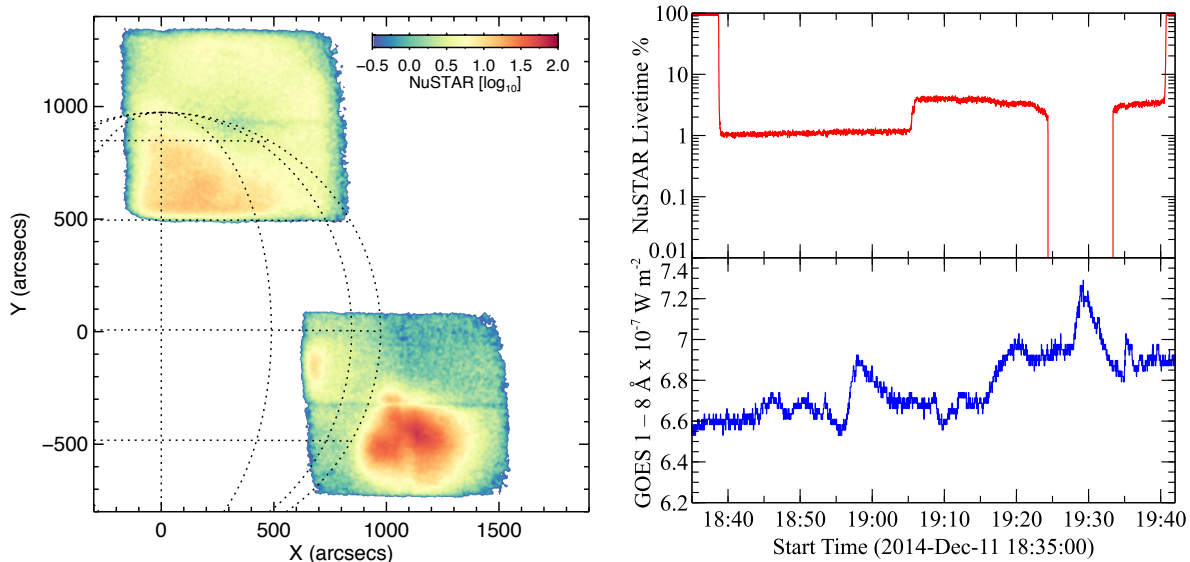 −0.5 0.0 0.5 1.0 1.5 2.0
NuSTAR [log10]
1000
500
0
−500
Y (arcsecs)
0 500 1000 1500
X (arcsecs)
100
10
1
0.1
0.01
NuSTAR Livetime %
7.4
7.2
7
6.8
6.6
6.4
6.2
GOES 1 – 8 Å x 10-7 W m-2
18:40 18:50 19:00 19:10 19:20 19:30 19:40
Start Time (2014-Dec-11 18:35:00)